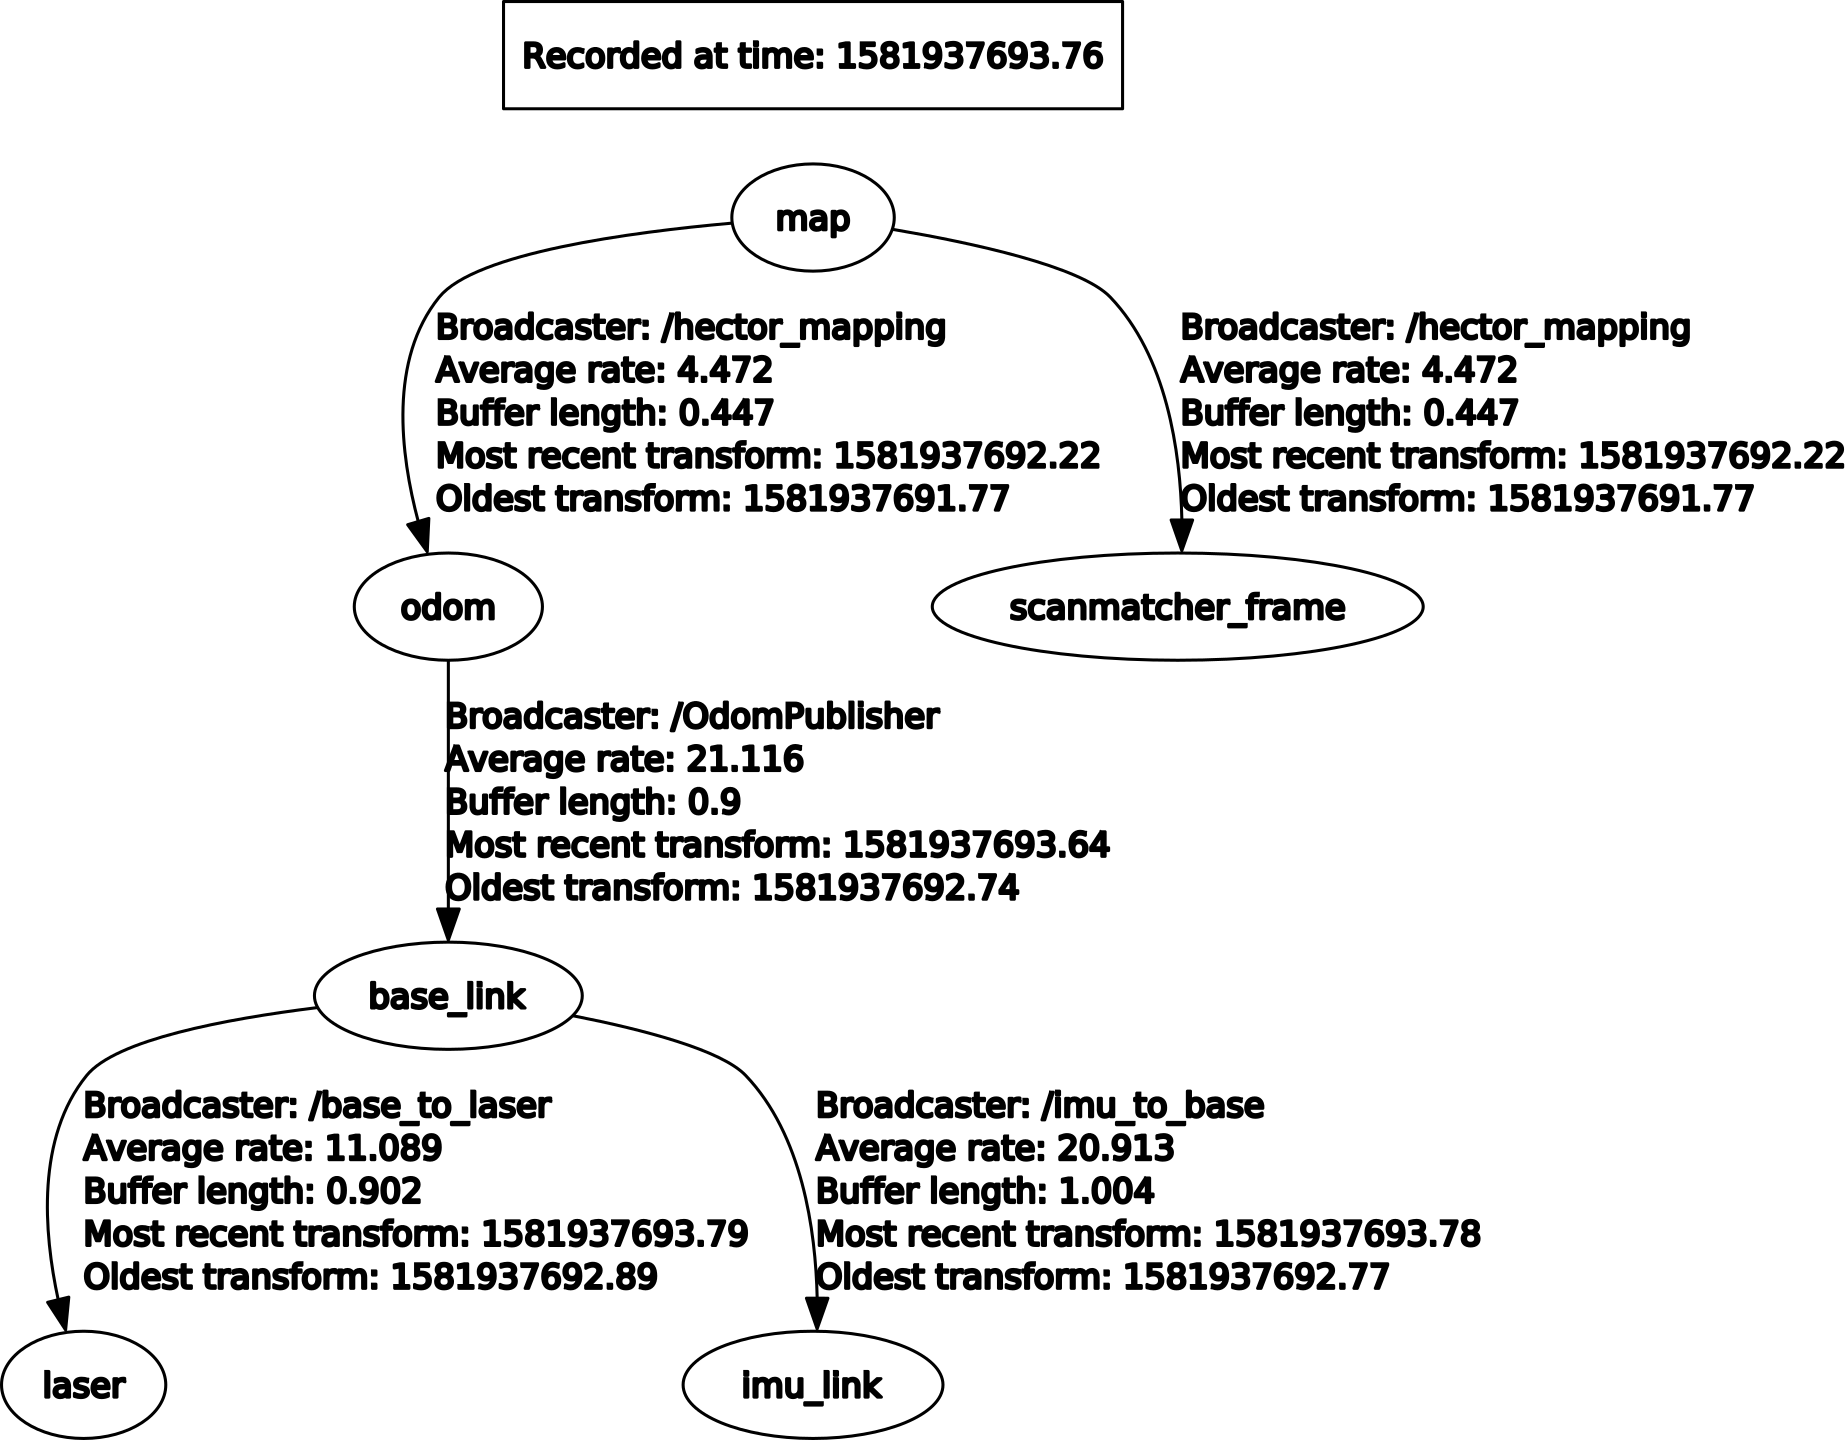 Recorded at time: 1581937693.76
map
Broadcaster: /hector_mapping
Average rate: 4.472
Buffer length: 0.447
Most recent transform: 1581937692.22
Oldest transform: 1581937691.77
Broadcaster: /hector_mapping
Average rate: 4.472
Buffer length: 0.447
Most recent transform: 1581937692.22
Oldest transform: 1581937691.77
odom
scanmatcher_frame
Broadcaster: /OdomPublisher
Average rate: 21.116
Buffer length: 0.9
Most recent transform: 1581937693.64
Oldest transform: 1581937692.74
base_link
Broadcaster: /base_to_laser
Average rate: 11.089
Buffer length: 0.902
Most recent transform: 1581937693.79
Oldest transform: 1581937692.89
Broadcaster: /imu_to_base
Average rate: 20.913
Buffer length: 1.004
Most recent transform: 1581937693.78
Oldest transform: 1581937692.77
laser
imu_link